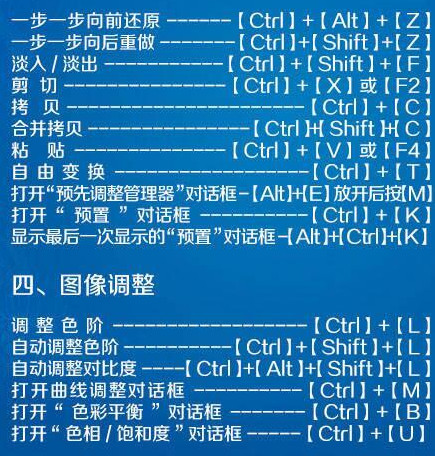 一步一步向前还原 -------【Ctrl】+【Alt】+【Z】
一步一步向后重做 -------【Ctrl】+【Shift】+【Z】
淡入/淡出 -----------【Ctrl】+【Shift】+【F】
剪 切 ---------------【Ctrl】+【X】或【F2】
拷 贝 ----------------------【Ctrl】+【C】
合并拷贝 ---------------【Ctrl】+【Shift】+【C】
粘 贴 ---------------【Ctrl】+【V】或【F4】
自由变换 -------------------【Ctrl】+【T】
打开“预先调整管理器”对话框-【Alt】+【E】放开后按【M】
打开“ 预置 ”对话框 ----------【Ctrl】+【K】
显示最后一次显示的“预置”对话框-【Alt】+【Ctrl】+【K】
四、图像调整
调整色阶 ------------------【Ctrl】+【L】
自动调整色阶 ----------【Ctrl】+【Shift】+【L】
自动调整对比度 ----【Ctrl】+【Alt】+【Shift】+【L】
打开曲线调整对话框 ----------【Ctrl】+【M】
打开“ 色彩平衡 ”对话框 -------【Ctrl】+【B】
打开“色相/饱和度”对话框 -----【Ctrl】+【U】